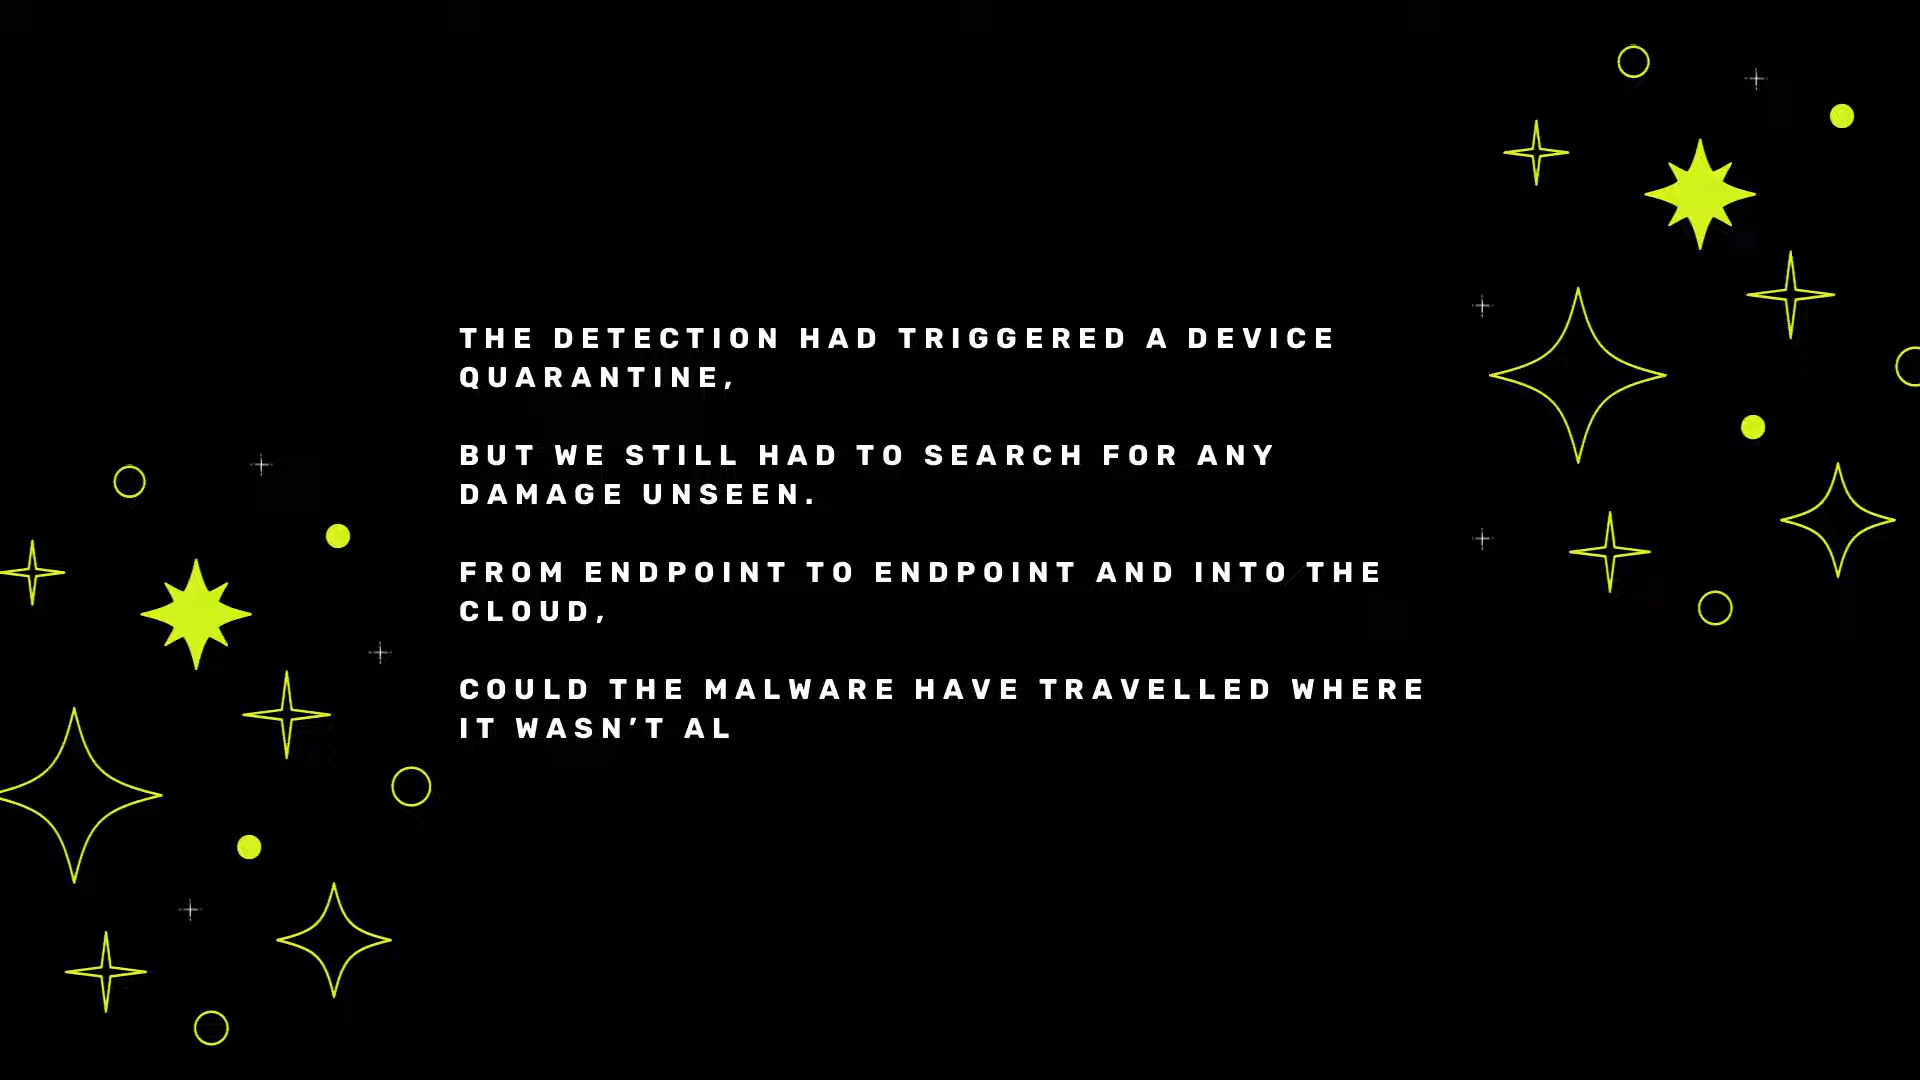 THE DETECTION HAD TRIGGERED A DEVICE
QUARANTINE,
BUT WE STILL HAD TO SEARCH FOR ANY
DAMAGE UNSEEN.
FROM ENDPOINT TO ENDPOINT AND INTO THE
CLOUD,
COULD THE MALWARE HAVE TRAVELLED WHERE
IT WASN’T AL